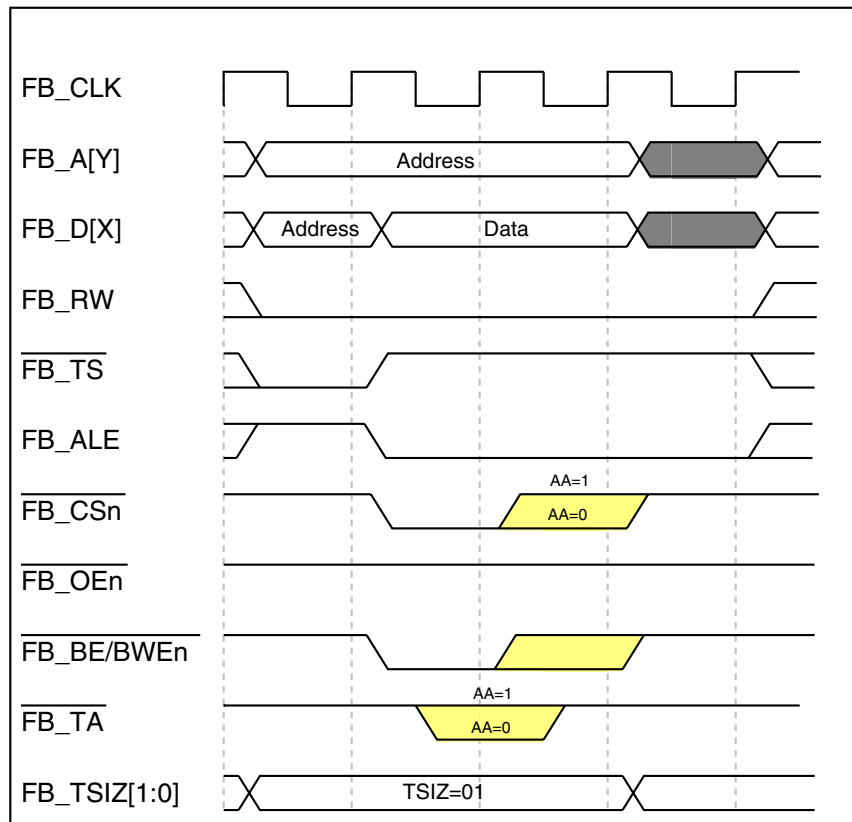 FB_CLK
FB_A[Y]
Address
FB_D[X]
Address
Data
FB_RW
FB_TS
FB_ALE
AA=1
FB_CSn
AA=0
FB_OEn
FB_BE/BWEn
AA=1
FB_TA
AA=0
FB_TSIZ[1:0]
TSIZ=01